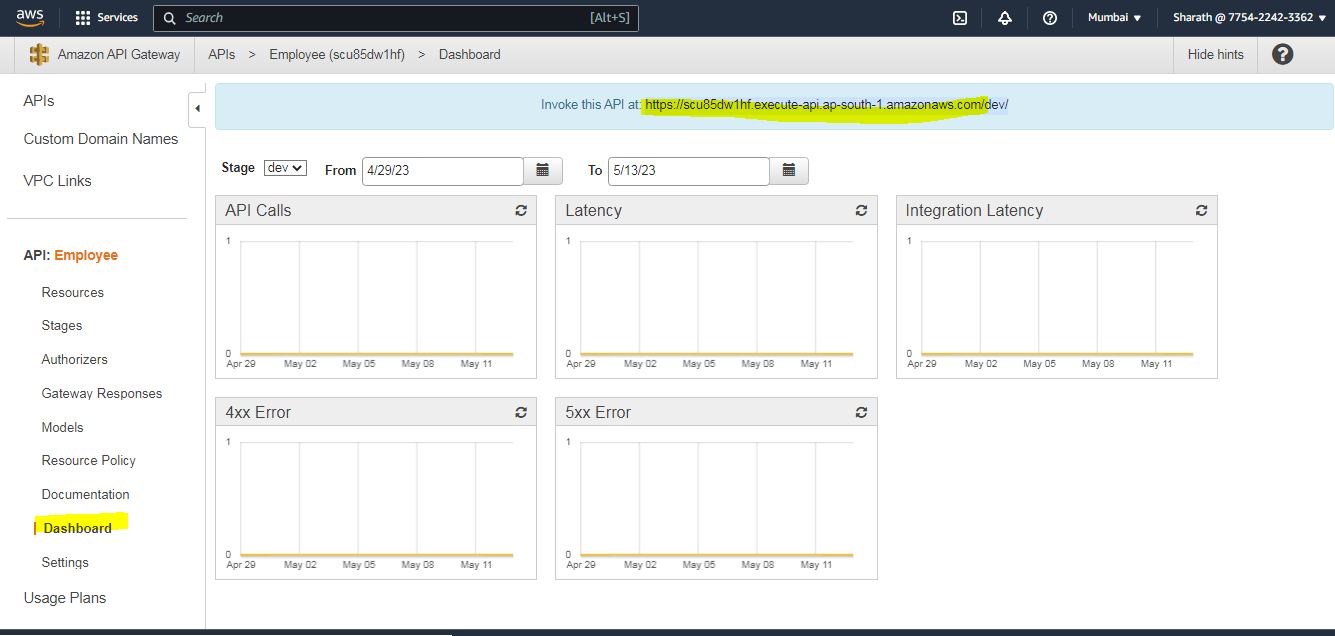 aws Services Search [Alt+S] Mumbai Sharath @ 7754-2242-3362
Amazon API Gateway APIs > Employee (scu85dw1hf) > Dashboard Hide hints
APIs
Custom Domain Names
VPC Links
API: Employee
Resources
Stages
Authorizers
Gateway Responses
Models
Resource Policy
Documentation
Dashboard
Settings
Usage Plans
Invoke this API at: https://scu85dw1hf.execute-api.ap-south-1.amazonaws.com/dev/
Stage dev From 4/29/23 To 5/13/23
API Calls
1
0
Apr 29 May 02 May 05 May 08 May 11
Latency
1
0
Apr 29 May 02 May 05 May 08 May 11
Integration Latency
1
0
Apr 29 May 02 May 05 May 08 May 11
4xx Error
1
0
Apr 29 May 02 May 05 May 08 May 11
5xx Error
1
0
Apr 29 May 02 May 05 May 08 May 11